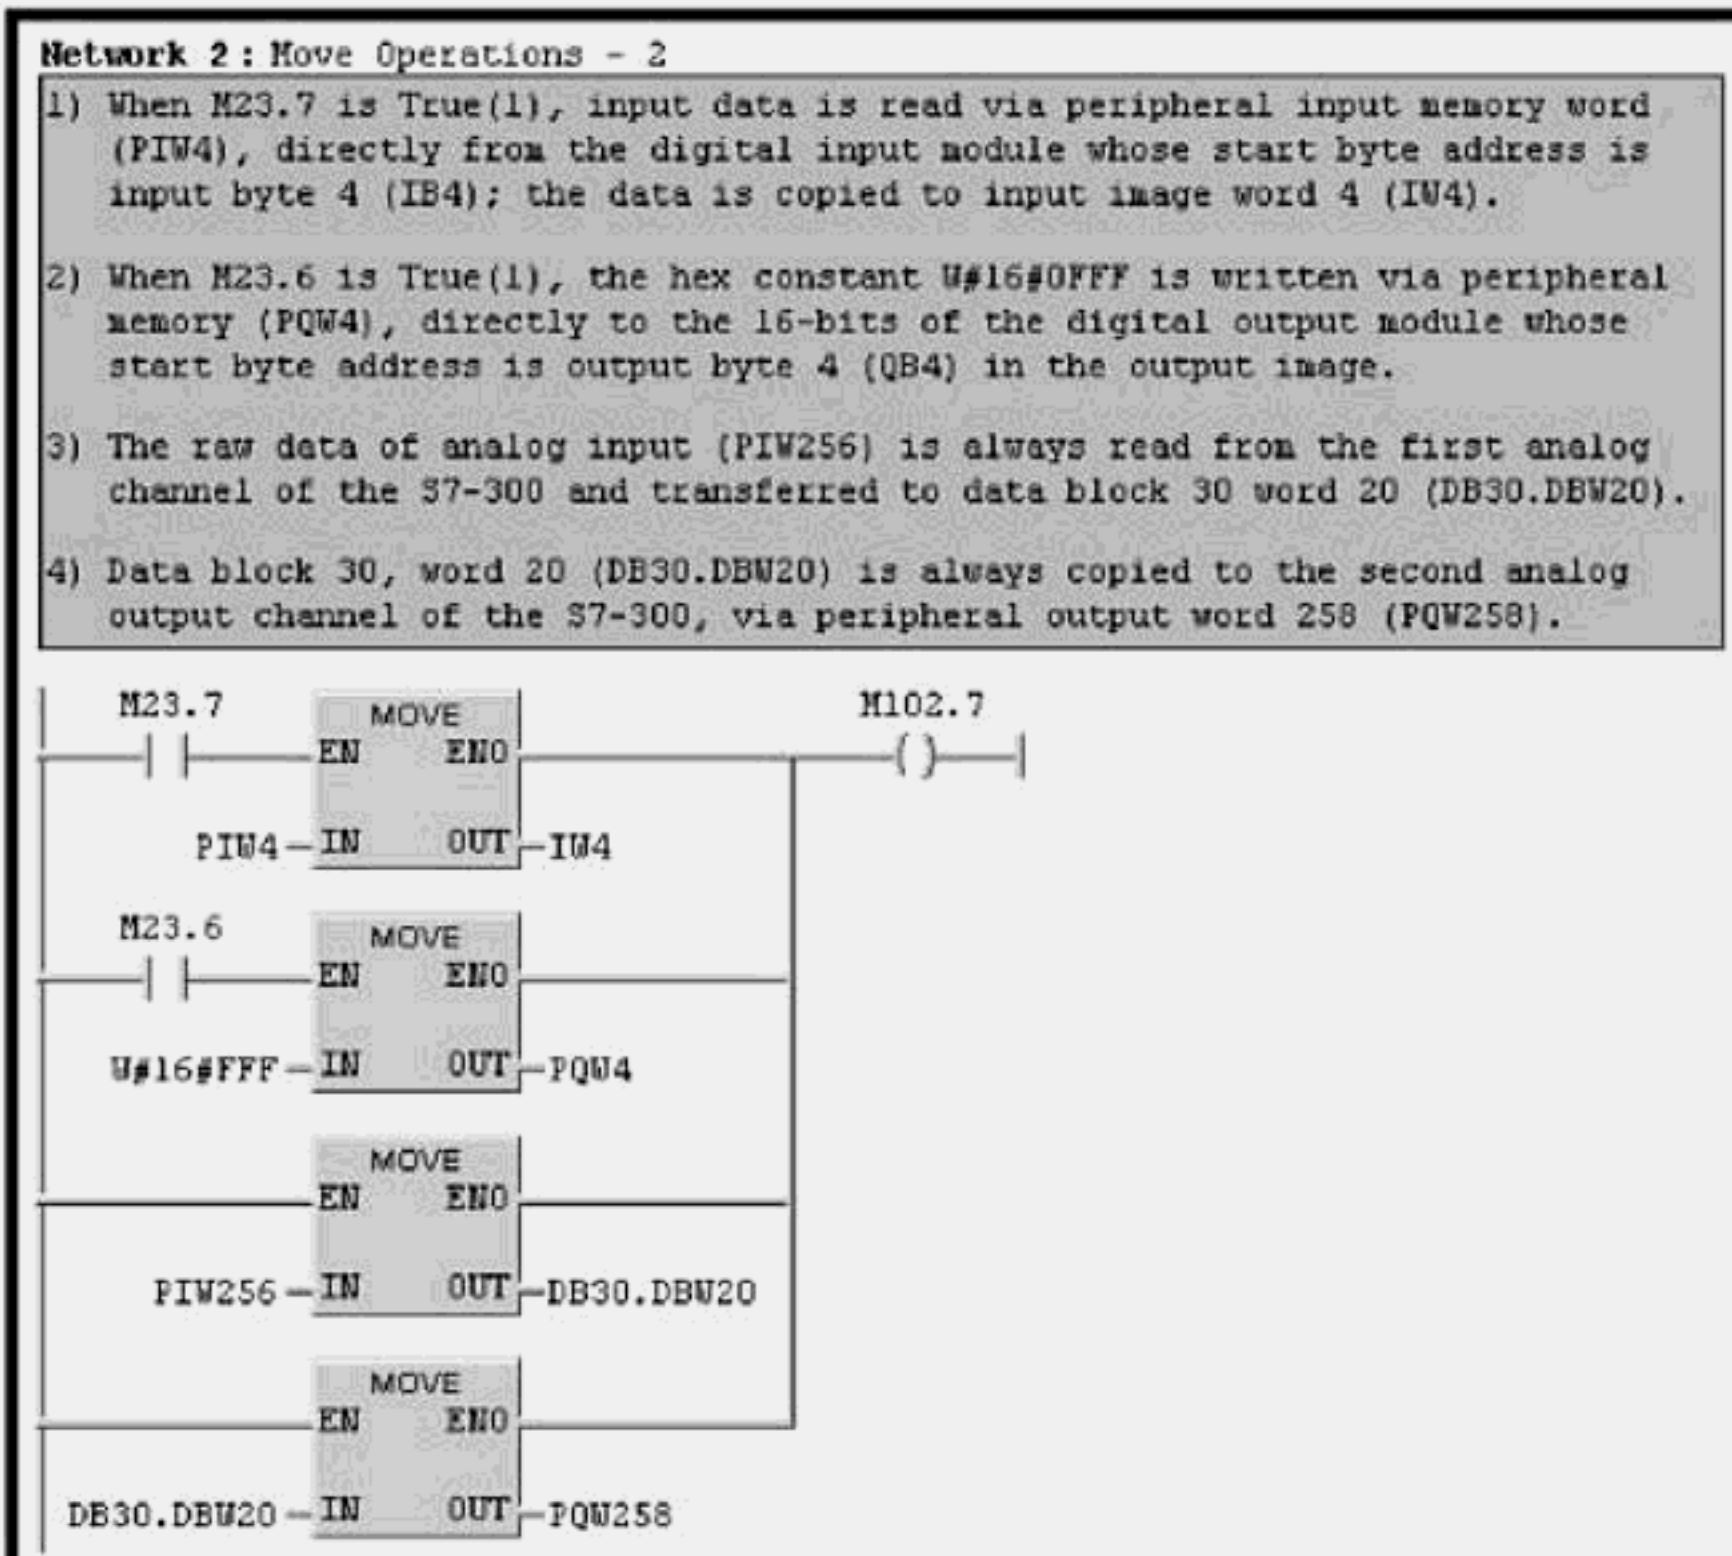 Network 2: Move Operations - 2
1) When M23.7 is True(1), input data is read via peripheral input memory word
(PIW4), directly from the digital input module whose start byte address is
input byte 4 (IB4); the data is copied to input image word 4 (IW4).
2) When M23.6 is True(1), the hex constant W#16#0FFF is written via peripheral
memory (PQW4), directly to the 16-bits of the digital output module whose
start byte address is output byte 4 (QB4) in the output image.
3) The raw data of analog input (PIW256) is always read from the first analog
channel of the S7-300 and transferred to data block 30 word 20 (DB30.DBW20).
4) Data block 30, word 20 (DB30.DBW20) is always copied to the second analog
output channel of the S7-300, via peripheral output word 258 (PQW258).
M23.7 MOVE M102.7
EN ENO ( )
PIW4 IN OUT IW4
M23.6 MOVE
EN ENO
W#16#FFF IN OUT PQW4
MOVE
EN ENO
PIW256 IN OUT DB30.DBW20
MOVE
EN ENO
DB30.DBW20 IN OUT PQW258